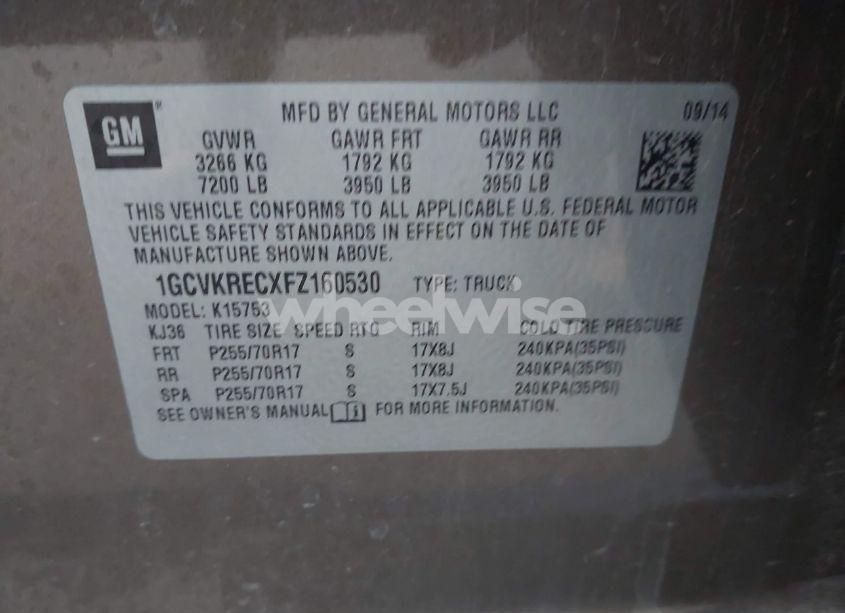 GM
MFD BY GENERAL MOTORS LLC 09/14
GVWR GAWR FRT GAWR RR
3266 KG 1792 KG 1792 KG
7200 LB 3950 LB 3950 LB
THIS VEHICLE CONFORMS TO ALL APPLICABLE U.S. FEDERAL MOTOR
VEHICLE SAFETY STANDARDS IN EFFECT ON THE DATE OF
MANUFACTURE SHOWN ABOVE.
1GCVKRECXFZ160530 TYPE: TRUCK
MODEL: K15753
wheelwise
KJ36 TIRE SIZE SPEED RTG RIM COLD TIRE PRESSURE
FRT P255/70R17 S 17X8J 240KPA(35PSI)
RR P255/70R17 S 17X8J 240KPA(35PSI)
SPA P255/70R17 S 17X7.5J 240KPA(35PSI)
SEE OWNER'S MANUAL FOR MORE INFORMATION.